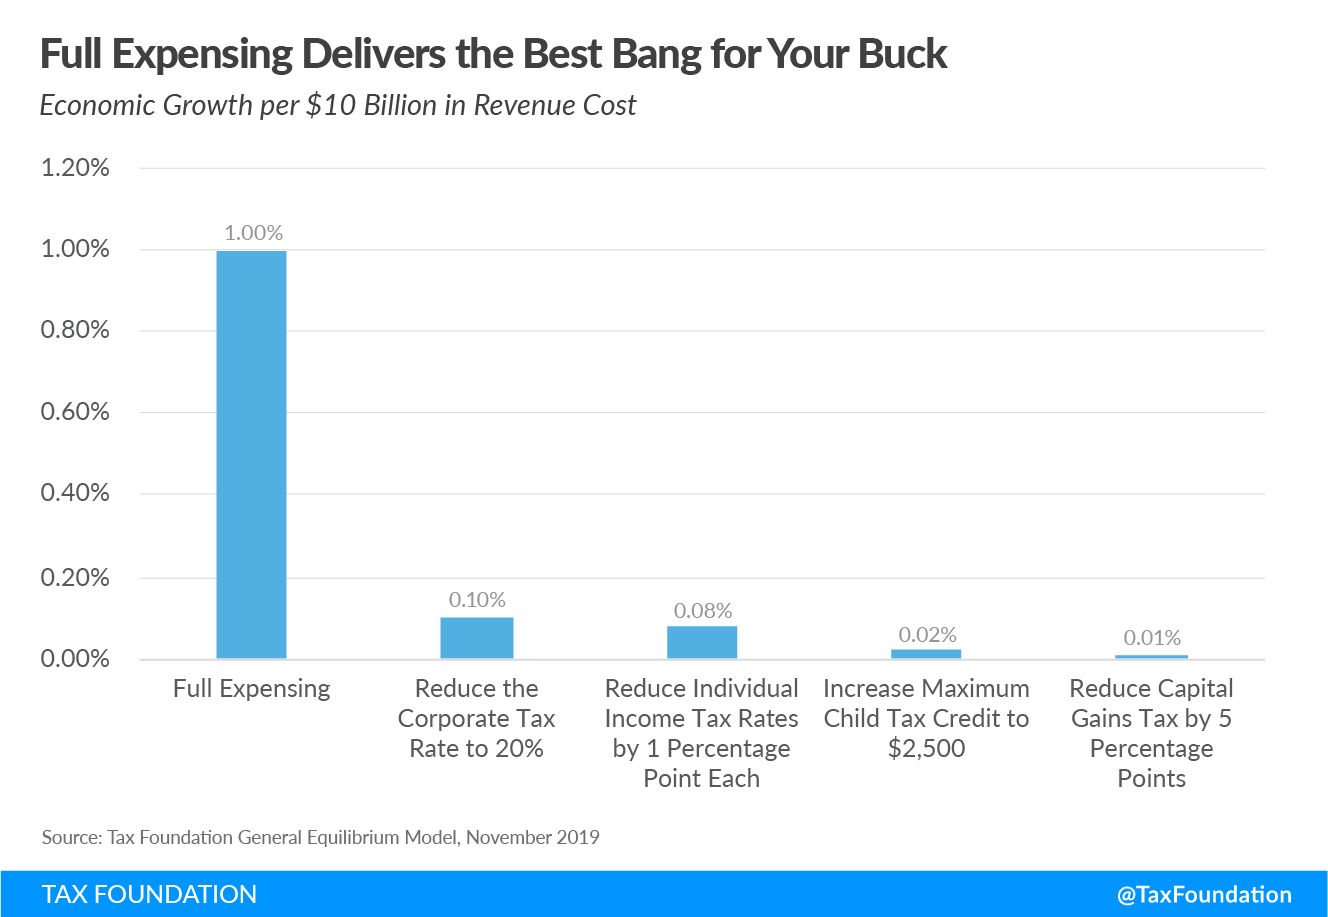 Full Expensing Delivers the Best Bang for Your Buck
Economic Growth per $10 Billion in Revenue Cost
1.20%
1.00%
0.80%
0.60%
0.40%
0.20%
0.00%
1.00%
0.10%
0.08%
0.02%
0.01%
Full Expensing
Reduce the
Corporate Tax
Rate to 20%
Reduce Individual
Income Tax Rates
by 1 Percentage
Point Each
Increase Maximum
Child Tax Credit to
$2,500
Reduce Capital
Gains Tax by 5
Percentage
Points
Source: Tax Foundation General Equilibrium Model, November 2019
TAX FOUNDATION
@TaxFoundation